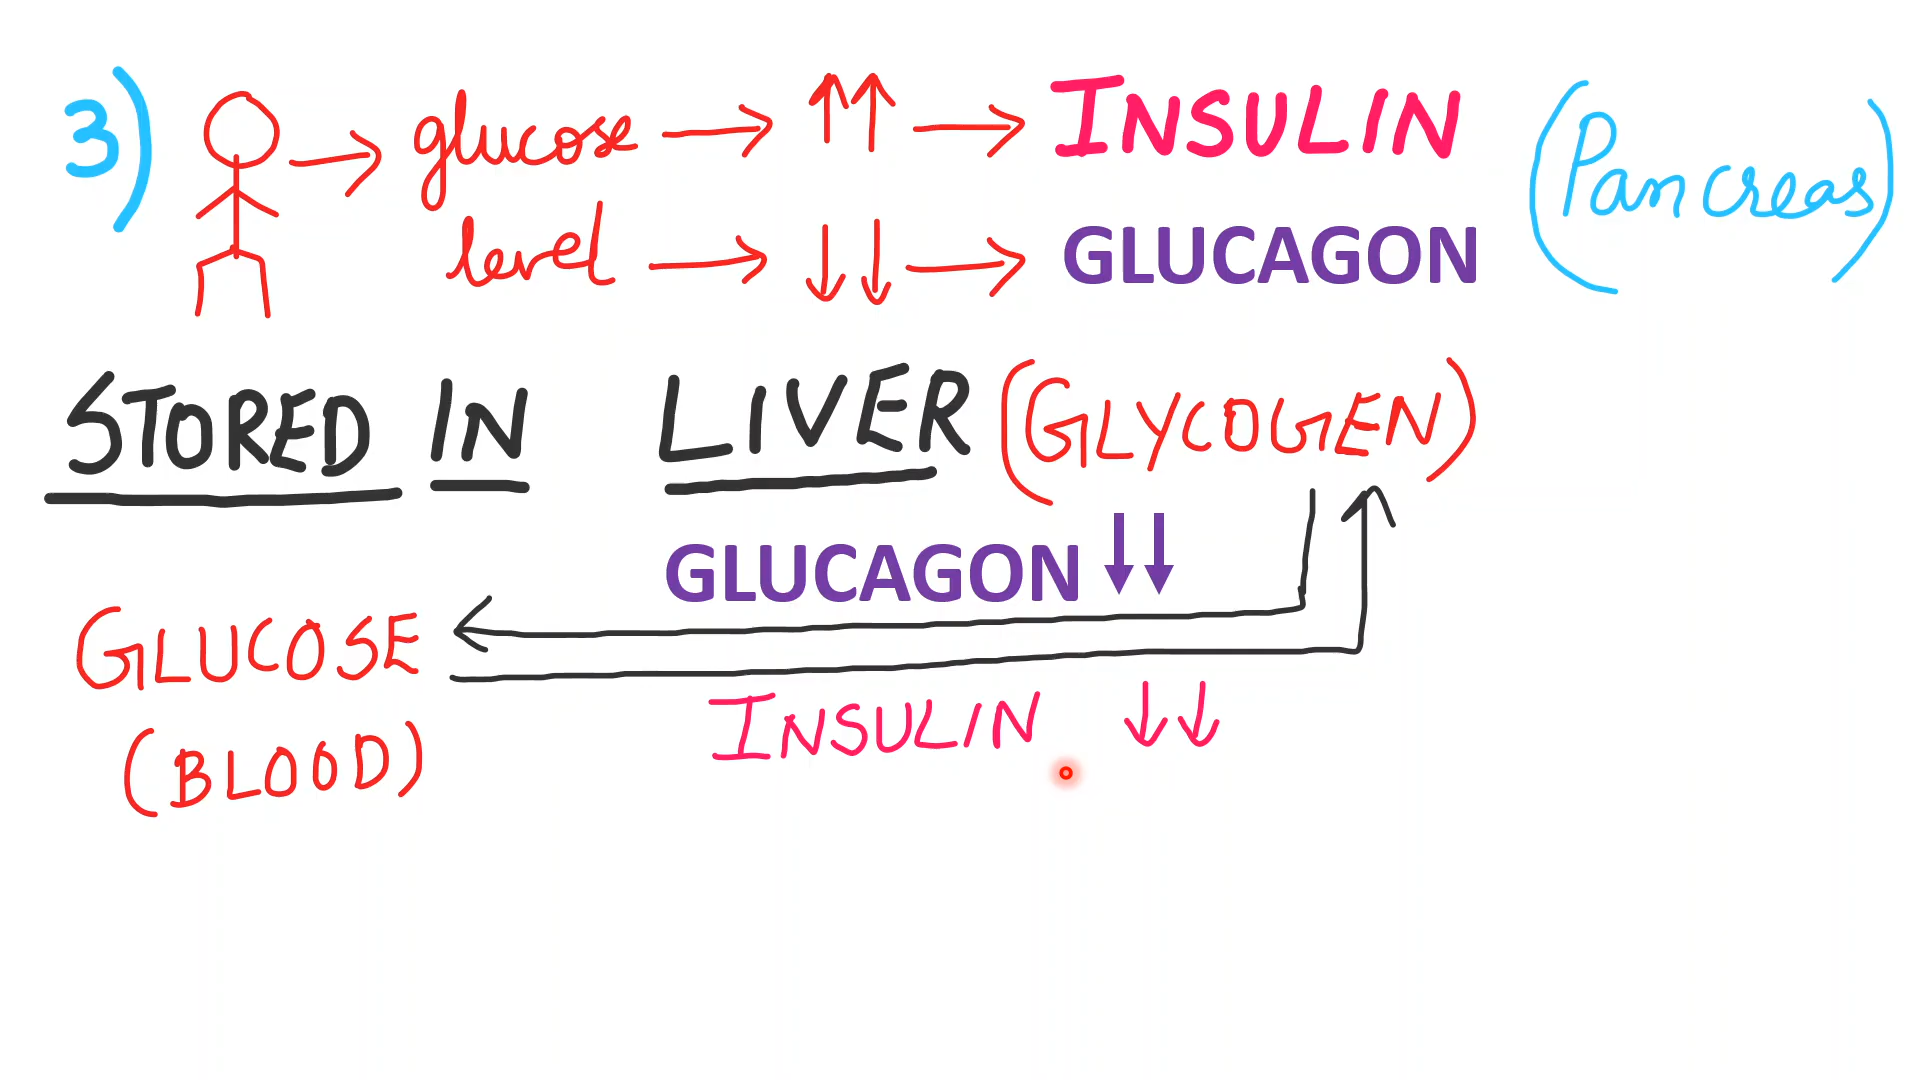 3) → glucose → ↑↑ → INSULIN (Pancreas)
level → ↓↓ → GLUCAGON
STORED IN LIVER (GLYCOGEN)
GLUCAGON ↓↓
GLUCOSE
(BLOOD)
INSULIN ↓↓